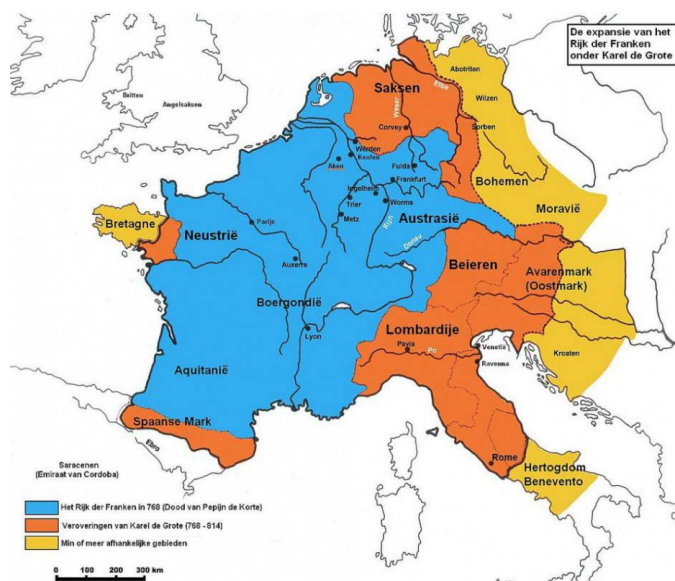 De expansie van het
Rijk der Franken
onder Karel de Grote
Abotriten
Saksen
Elbe
Weser
Wilzen
Britten
Angelsaksen
Corvey
Sorben
Werden
Keulen
Aken
Fulda
Frankfurt
Bohemen
Ingelheim
Trier
Worms
Metz
Moravië
Bretagne
Neustrië
Parijs
Austrasië
Rijn
Donau
Auxerre
Beieren
Avarenmark
(Oostmark)
Boergondië
Lombardije
Lyon
Pavia
Po
Venetië
Ravenna
Kroaten
Aquitanië
Spaanse Mark
Ebro
Saracenen
(Emiraat van Cordoba)
Rome
Hertogdom
Benevento
Het Rijk der Franken in 768 (Dood van Pepijn de Korte)
Veroveringen van Karel de Grote (768 - 814)
Min of meer afhankelijke gebieden
0 100 200 300 km